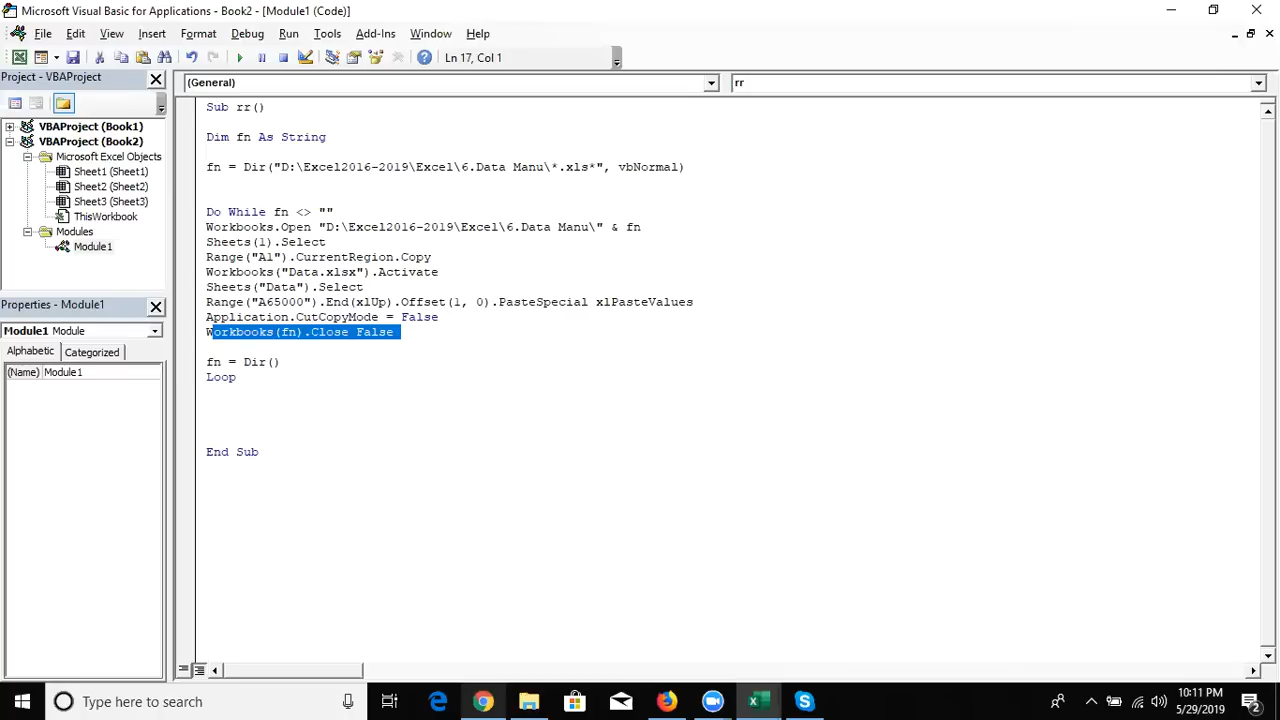 Microsoft Visual Basic for Applications - Book2 - [Module1 (Code)]
File Edit View Insert Format Debug Run Tools Add-Ins Window Help
Ln 17, Col 1
Project - VBAProject
(General)
rr
VBAProject (Book1)
VBAProject (Book2)
Microsoft Excel Objects
Sheet1 (Sheet1)
Sheet2 (Sheet2)
Sheet3 (Sheet3)
ThisWorkbook
Modules
Module1
Properties - Module1
Module1 Module
Alphabetic Categorized
(Name) Module1
Sub rr()
Dim fn As String
fn = Dir("D:\Excel2016-2019\Excel\6.Data Manu\*.xls*", vbNormal)
Do While fn <> ""
Workbooks.Open "D:\Excel2016-2019\Excel\6.Data Manu\" & fn
Sheets(1).Select
Range("A1").CurrentRegion.Copy
Workbooks("Data.xlsx").Activate
Sheets("Data").Select
Range("A65000").End(xlUp).Offset(1, 0).PasteSpecial xlPasteValues
Application.CutCopyMode = False
Workbooks(fn).Close False
fn = Dir()
Loop
End Sub
Type here to search
10:11 PM
5/29/2019
2